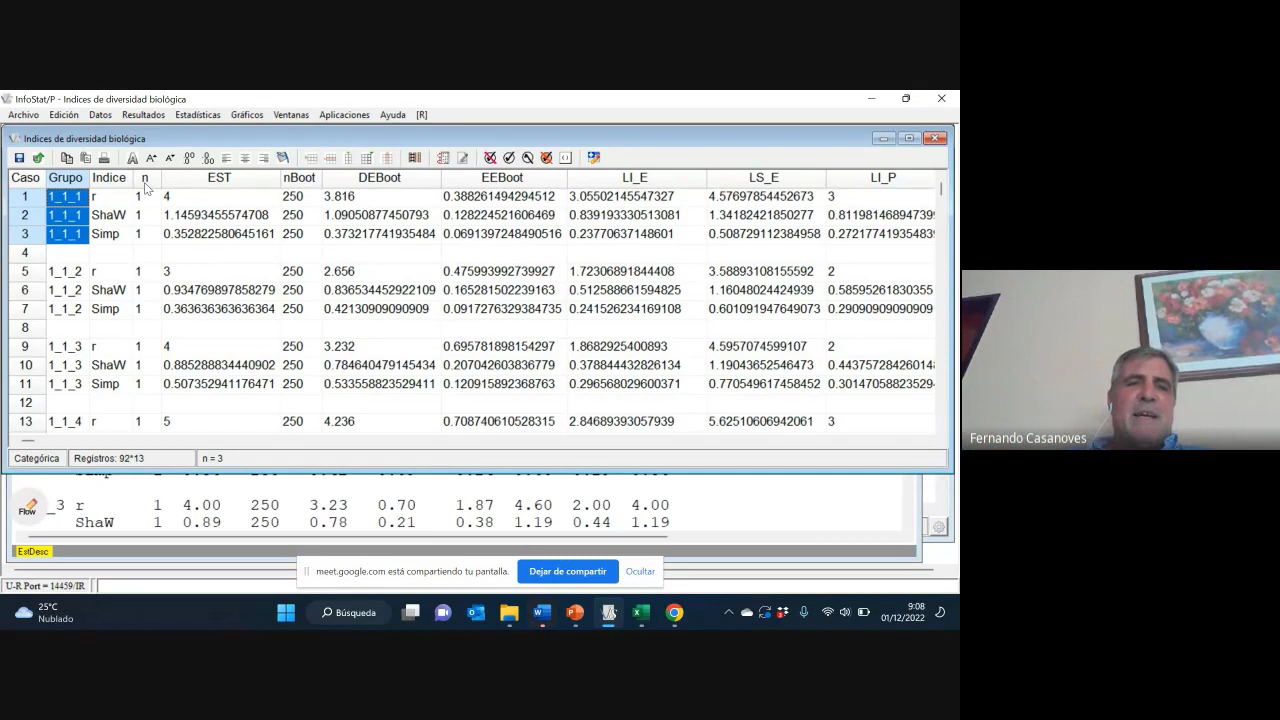 InfoStat/P - Indices de diversidad biológica
Archivo Edición Datos Resultados Estadísticas Gráficos Ventanas Aplicaciones Ayuda [R]
Indices de diversidad biológica
Caso Grupo Indice n EST nBoot DEBoot EEBoot LI_E LS_E LI_P
1 1_1_1 r 1 4 250 3.816 0.388261494294512 3.05502145547327 4.57697854452673 3
2 1_1_1 ShaW 1 1.14593455574708 250 1.09050877450793 0.128224521606469 0.839193330513081 1.34182421850277 0.81198146894739
3 1_1_1 Simp 1 0.352822580645161 250 0.373217741935484 0.0691397248490516 0.23770637148601 0.508729112384958 0.27217741935483
4
5 1_1_2 r 1 3 250 2.656 0.475993992739927 1.72306891844408 3.58893108155592 2
6 1_1_2 ShaW 1 0.934769897858279 250 0.836534452922109 0.165281502239163 0.512588661594825 1.16048024424939 0.58595261830355
7 1_1_2 Simp 1 0.363636363636364 250 0.42130909090909 0.0917276329384735 0.241526234169108 0.601091947649073 0.29090909090909
8
9 1_1_3 r 1 4 250 3.232 0.695781898154297 1.8682925400893 4.5957074599107 2
10 1_1_3 ShaW 1 0.885288834440902 250 0.784640479145434 0.207042603836779 0.378844432826134 1.19043652546473 0.44375728426014
11 1_1_3 Simp 1 0.507352941176471 250 0.533558823529411 0.120915892368763 0.296568029600371 0.770549617458452 0.30147058823529
12
13 1_1_4 r 1 5 250 4.236 0.708740610528315 2.84689393057939 5.62510606942061 3
Categórica Registros: 92*13 n = 3
_3 r 1 4.00 250 3.23 0.70 1.87 4.60 2.00 4.00
Flow
ShaW 1 0.89 250 0.78 0.21 0.38 1.19 0.44 1.19
EstDesc
meet.google.com está compartiendo tu pantalla. Dejar de compartir Ocultar
U-R Port = 14459/IR
25°C
Nublado
Búsqueda
9:08
01/12/2022
Fernando Casanoves